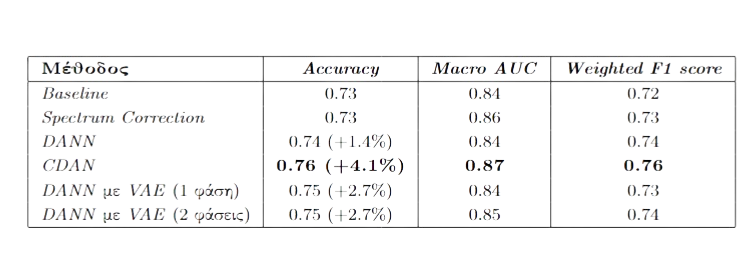 Μέθοδος Accuracy Macro AUC Weighted F1 score
Baseline 0.73 0.84 0.72
Spectrum Correction 0.73 0.86 0.73
DANN 0.74 (+1.4%) 0.84 0.74
CDAN 0.76 (+4.1%) 0.87 0.76
DANN με VAE (1 φάση) 0.75 (+2.7%) 0.84 0.73
DANN με VAE (2 φάσεις) 0.75 (+2.7%) 0.85 0.74